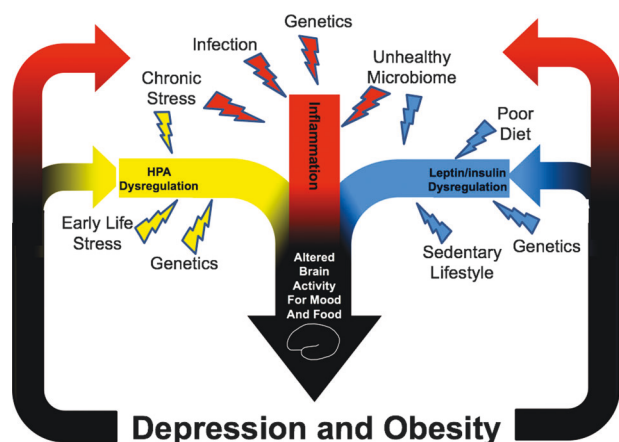 Genetics
Infection
Unhealthy
Microbiome
Chronic
Stress
Poor
Diet
Inflammation
HPA
Dysregulation
Leptin/insulin
Dysregulation
Early Life
Stress
Genetics
Sedentary
Lifestyle
Genetics
Altered
Brain
Activity
For Mood
And Food
Depression and Obesity